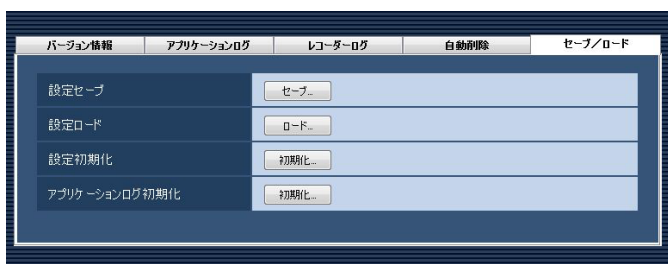 バージョン情報 アプリケーションログ レコーダーログ 自動削除 セーブ／ロード
設定セーブ セーブ...
設定ロード ロード...
設定初期化 初期化...
アプリケーションログ初期化 初期化...